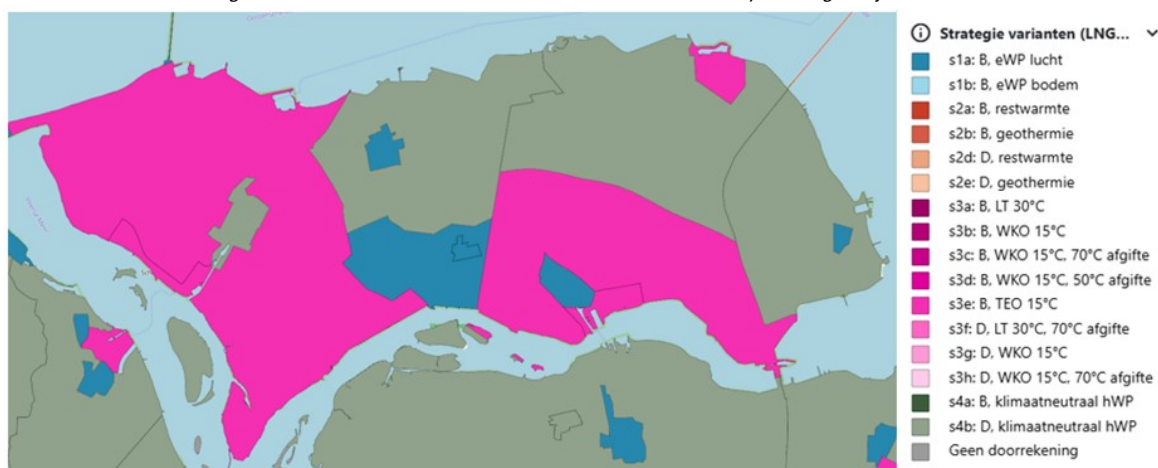 Strategie varianten (LNG...
s1a: B, eWP lucht
s1b: B, eWP bodem
s2a: B, restwarmte
s2b: B, geothermie
s2d: D, restwarmte
s2e: D, geothermie
s3a: B, LT 30°C
s3b: B, WKO 15°C
s3c: B, WKO 15°C, 70°C afgifte
s3d: B, WKO 15°C, 50°C afgifte
s3e: B, TEO 15°C
s3f: D, LT 30°C, 70°C afgifte
s3g: D, WKO 15°C
s3h: D, WKO 15°C, 70°C afgifte
s4a: B, klimaatneutraal hWP
s4b: D, klimaatneutraal hWP
Geen doorrekening